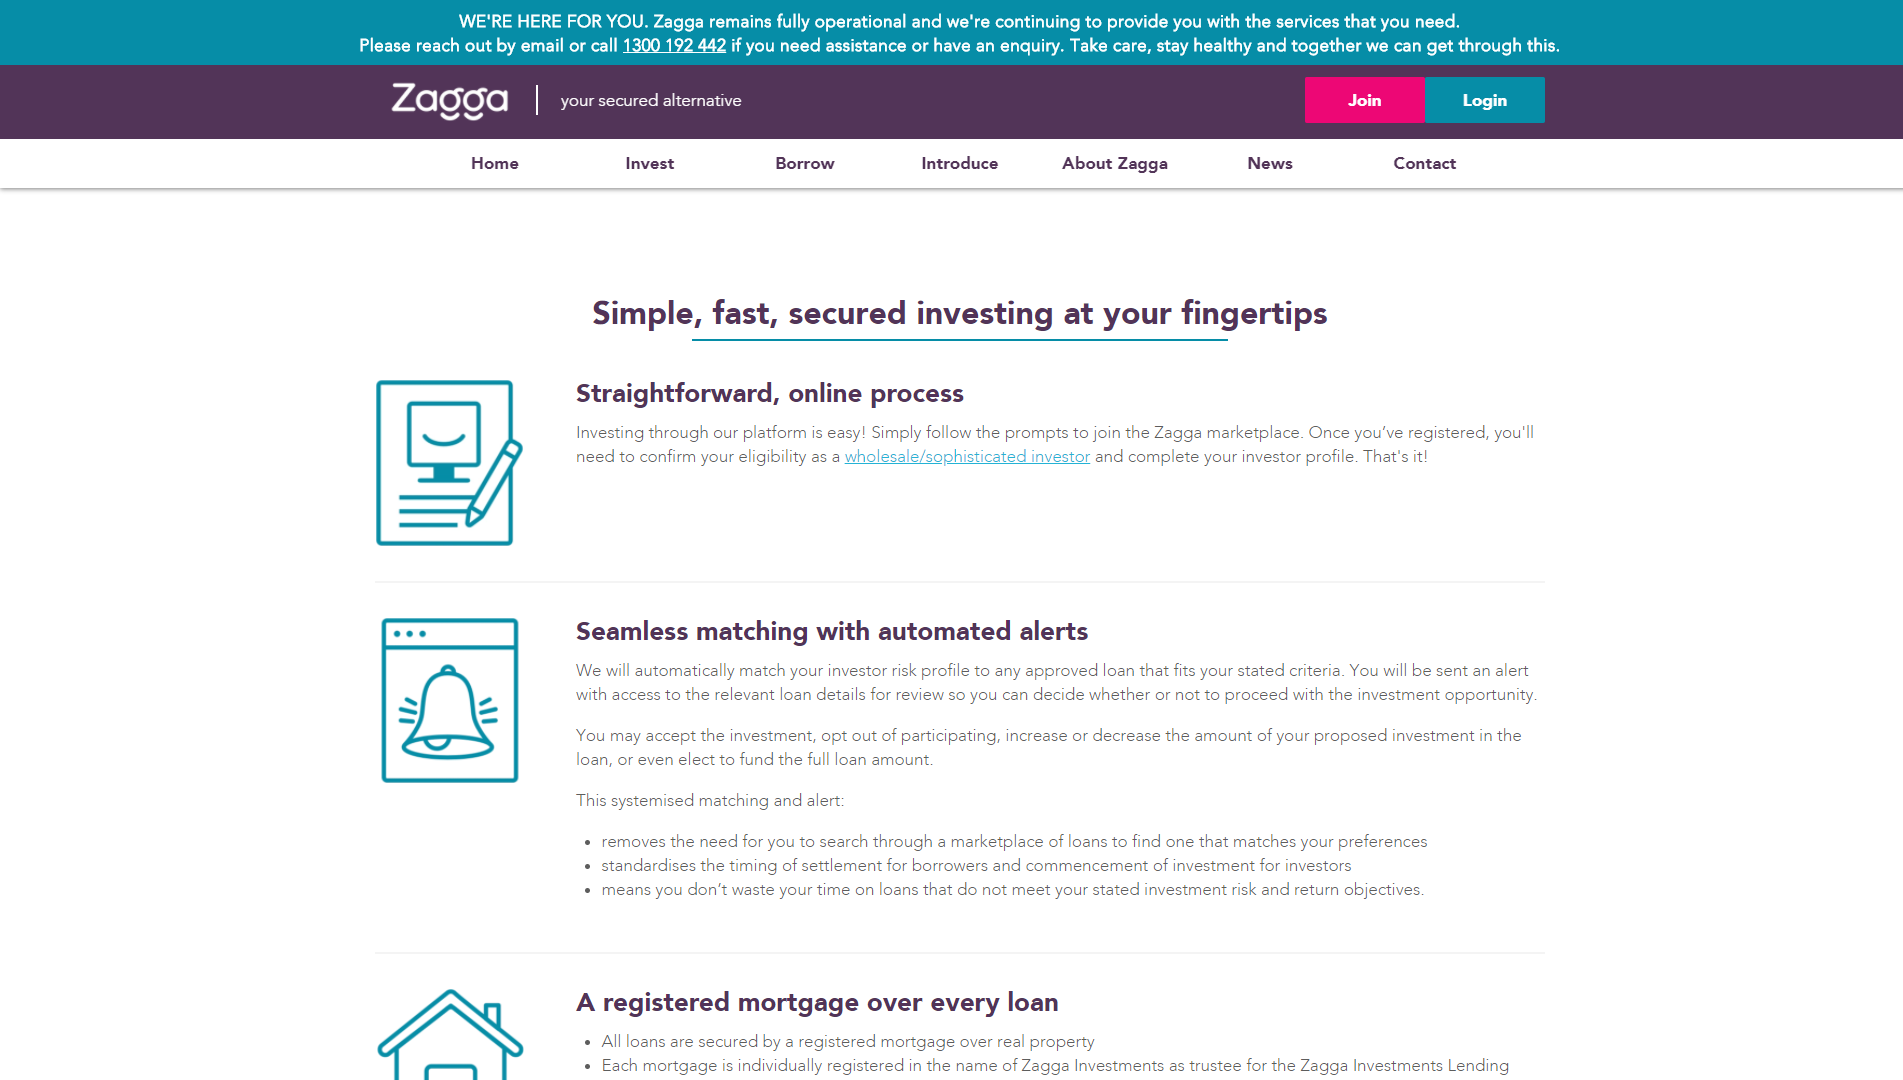 WE'RE HERE FOR YOU. Zagga remains fully operational and we're continuing to provide you with the services that you need.
Please reach out by email or call 1300 192 442 if you need assistance or have an enquiry. Take care, stay healthy and together we can get through this.
Zagga your secured alternative Join Login
Home Invest Borrow Introduce About Zagga News Contact
Simple, fast, secured investing at your fingertips
Straightforward, online process
Investing through our platform is easy! Simply follow the prompts to join the Zagga marketplace. Once you’ve registered, you'll
need to confirm your eligibility as a wholesale/sophisticated investor and complete your investor profile. That's it!
Seamless matching with automated alerts
We will automatically match your investor risk profile to any approved loan that fits your stated criteria. You will be sent an alert
with access to the relevant loan details for review so you can decide whether or not to proceed with the investment opportunity.
You may accept the investment, opt out of participating, increase or decrease the amount of your proposed investment in the
loan, or even elect to fund the full loan amount.
This systemised matching and alert:
• removes the need for you to search through a marketplace of loans to find one that matches your preferences
• standardises the timing of settlement for borrowers and commencement of investment for investors
• means you don’t waste your time on loans that do not meet your stated investment risk and return objectives.
A registered mortgage over every loan
• All loans are secured by a registered mortgage over real property
• Each mortgage is individually registered in the name of Zagga Investments as trustee for the Zagga Investments Lending